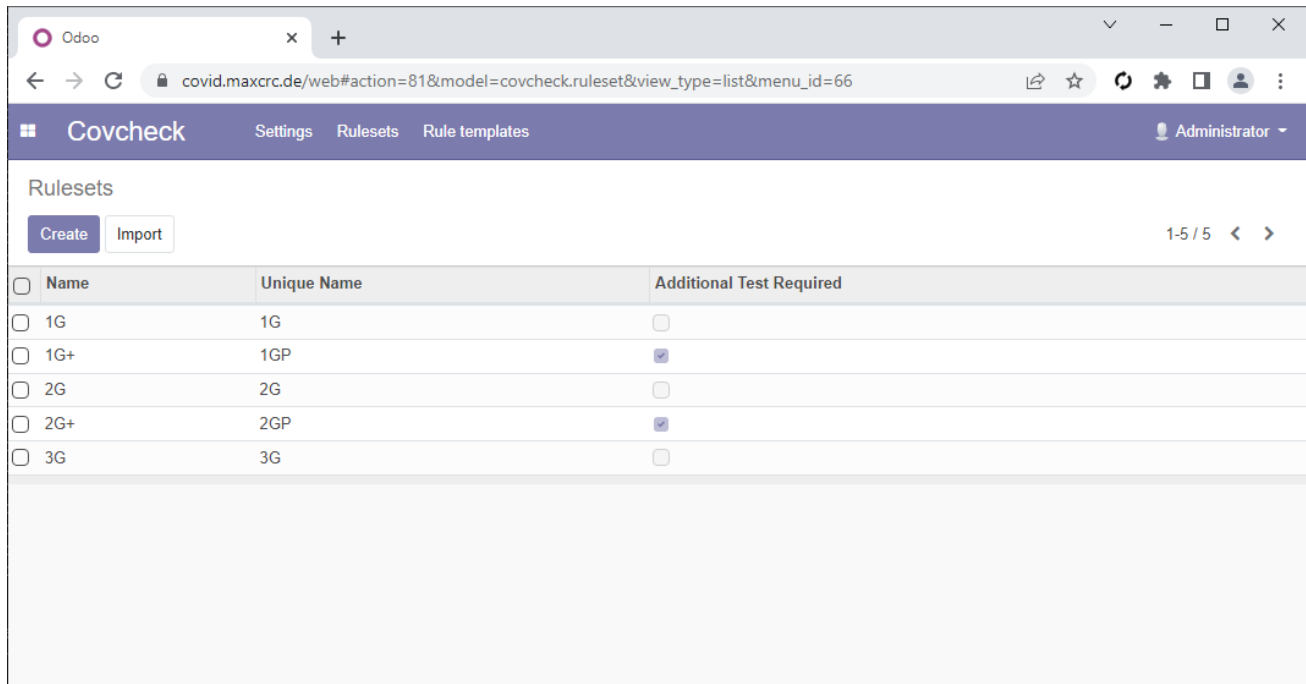 Odoo
covid.maxcrc.de/web#action=81&model=covcheck.ruleset&view_type=list&menu_id=66
Covcheck Settings Rulesets Rule templates Administrator
Rulesets
Create Import 1-5 / 5
Name Unique Name Additional Test Required
1G 1G
1G+ 1GP
2G 2G
2G+ 2GP
3G 3G